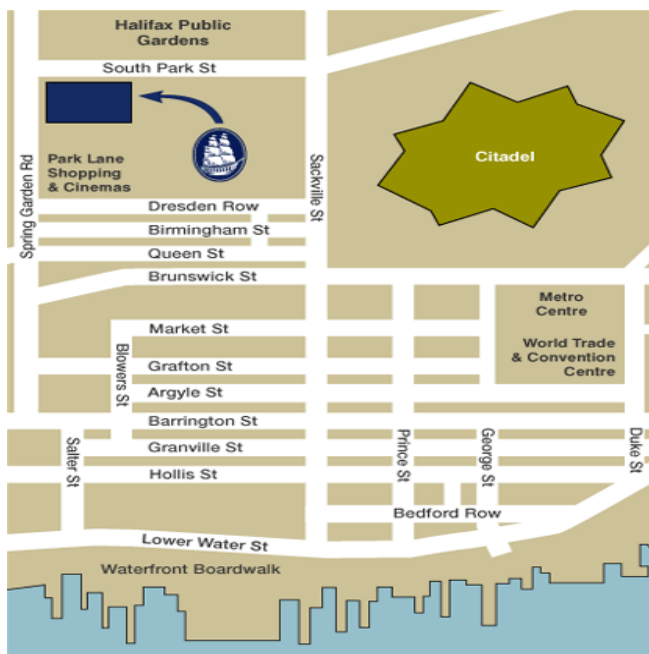 Halifax Public
Gardens
South Park St
Park Lane
Shopping
& Cinemas
Spring Garden Rd
Sackville St
Citadel
Dresden Row
Birmingham St
Queen St
Brunswick St
Metro
Centre
World Trade
& Convention
Centre
Market St
Blowers St
Grafton St
Argyle St
Barrington St
Salter St
Granville St
Prince St
George St
Duke St
Hollis St
Bedford Row
Lower Water St
Waterfront Boardwalk